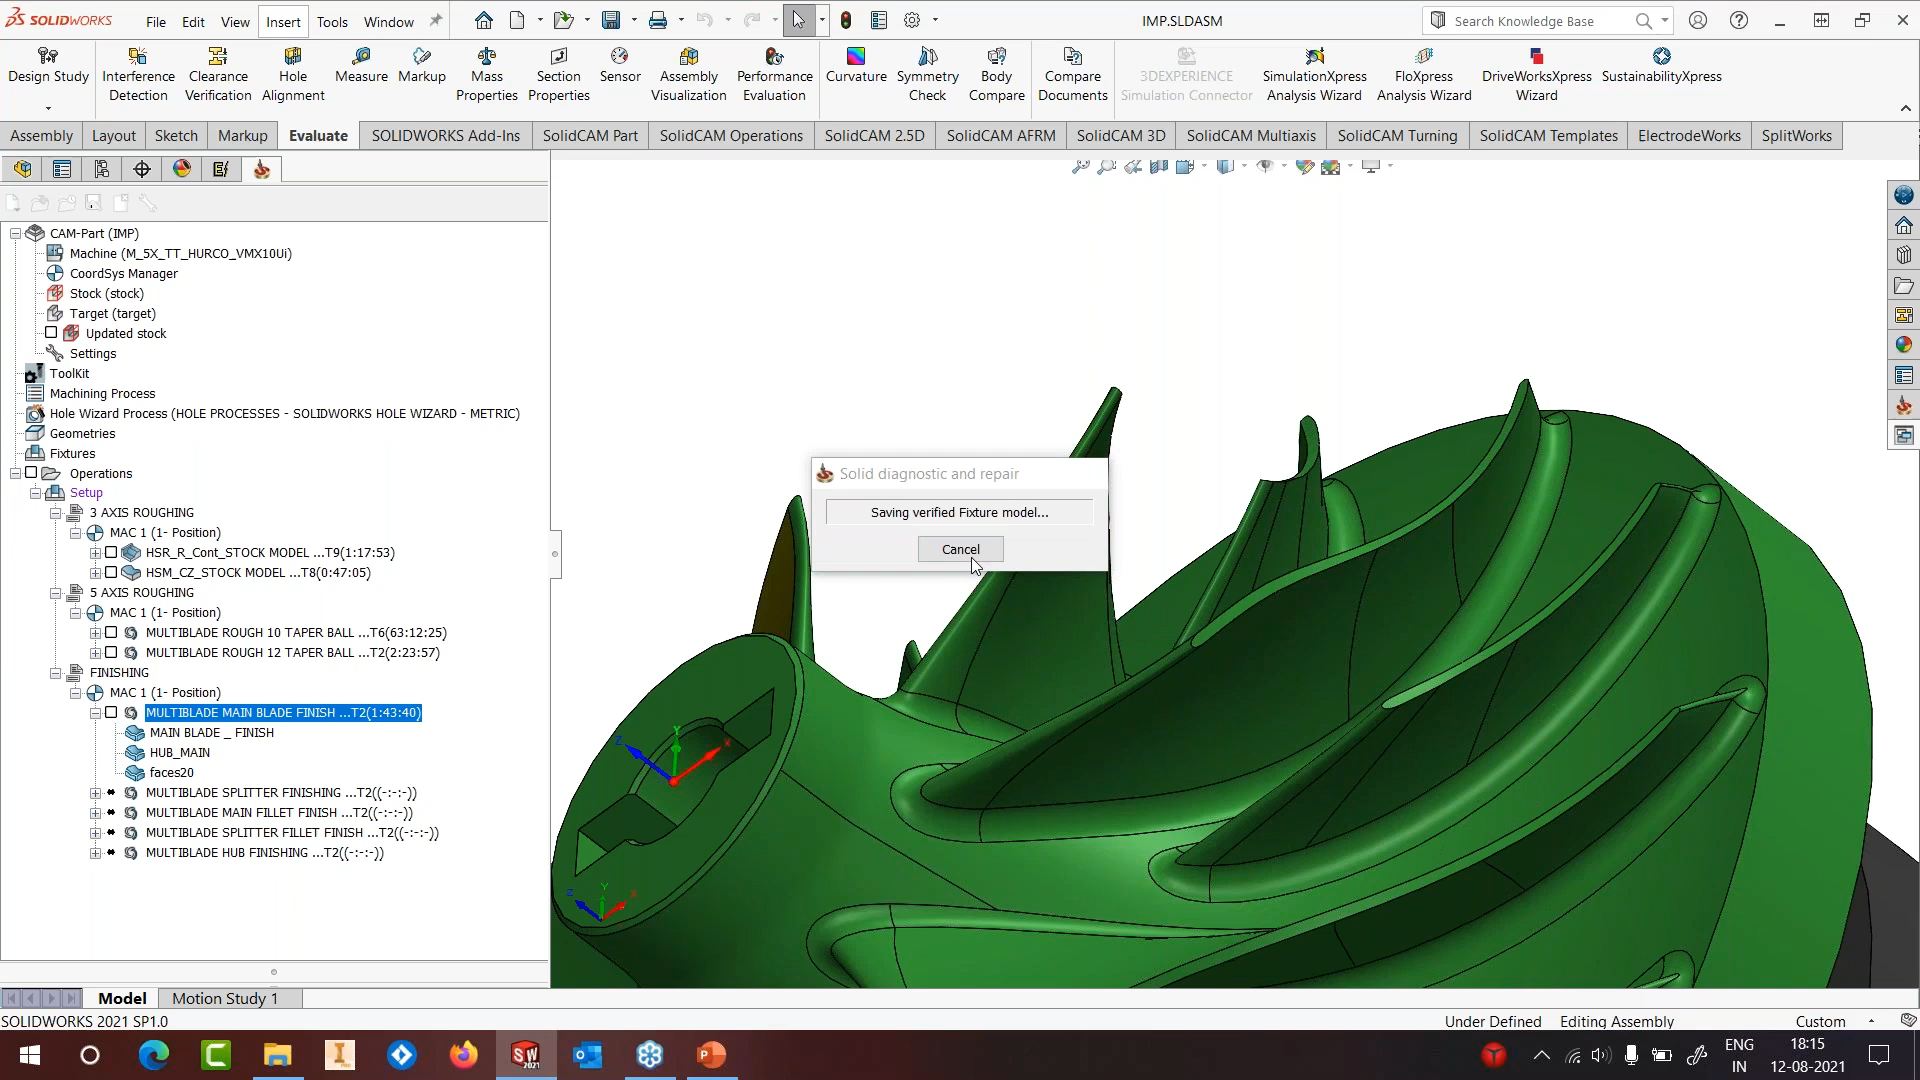 SOLIDWORKS File Edit View Insert Tools Window IMP.SLDASM Search Knowledge Base
Design Study
Interference Detection
Clearance Verification
Hole Alignment
Measure
Markup
Mass Properties
Section Properties
Sensor
Assembly Visualization
Performance Evaluation
Curvature
Symmetry Check
Body Compare
Compare Documents
3DEXPERIENCE Simulation Connector
SimulationXpress Analysis Wizard
FloXpress Analysis Wizard
DriveWorksXpress Wizard
SustainabilityXpress
Assembly Layout Sketch Markup Evaluate SOLIDWORKS Add-Ins SolidCAM Part SolidCAM Operations SolidCAM 2.5D SolidCAM AFRM SolidCAM 3D SolidCAM Multiaxis SolidCAM Turning SolidCAM Templates ElectrodeWorks SplitWorks
CAM-Part (IMP)
Machine (M_5X_TT_HURCO_VMX10Ui)
CoordSys Manager
Stock (stock)
Target (target)
Updated stock
Settings
ToolKit
Machining Process
Hole Wizard Process (HOLE PROCESSES - SOLIDWORKS HOLE WIZARD - METRIC)
Geometries
Fixtures
Operations
Setup
3 AXIS ROUGHING
MAC 1 (1- Position)
HSR_R_Cont_STOCK MODEL ...T9(1:17:53)
HSM_CZ_STOCK MODEL ...T8(0:47:05)
5 AXIS ROUGHING
MAC 1 (1- Position)
MULTIBLADE ROUGH 10 TAPER BALL ...T6(63:12:25)
MULTIBLADE ROUGH 12 TAPER BALL ...T2(2:23:57)
FINISHING
MAC 1 (1- Position)
MULTIBLADE MAIN BLADE FINISH ...T2(1:43:40)
MAIN BLADE _ FINISH
HUB_MAIN
faces20
MULTIBLADE SPLITTER FINISHING ...T2((-:-:-))
MULTIBLADE MAIN FILLET FINISH ...T2((-:-:-))
MULTIBLADE SPLITTER FILLET FINISH ...T2((-:-:-))
MULTIBLADE HUB FINISHING ...T2((-:-:-))
Solid diagnostic and repair
Saving verified Fixture model...
Cancel
Z Y X
Z Y X
Model Motion Study 1
SOLIDWORKS 2021 SP1.0 Under Defined Editing Assembly Custom
ENG 18:15
IN 12-08-2021